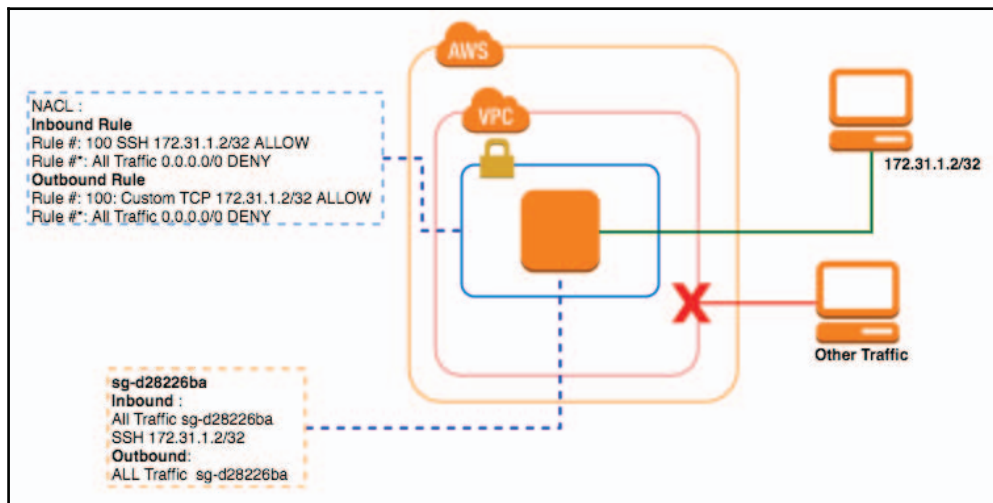 AWS
NACL :
VPC
Inbound Rule
Rule #: 100 SSH 172.31.1.2/32 ALLOW
Rule #*: All Traffic 0.0.0.0/0 DENY
Outbound Rule
Rule #: 100: Custom TCP 172.31.1.2/32 ALLOW
Rule #*: All Traffic 0.0.0.0/0 DENY
172.31.1.2/32
X
Other Traffic
sg-d28226ba
Inbound :
All Traffic sg-d28226ba
SSH 172.31.1.2/32
Outbound:
ALL Traffic sg-d28226ba